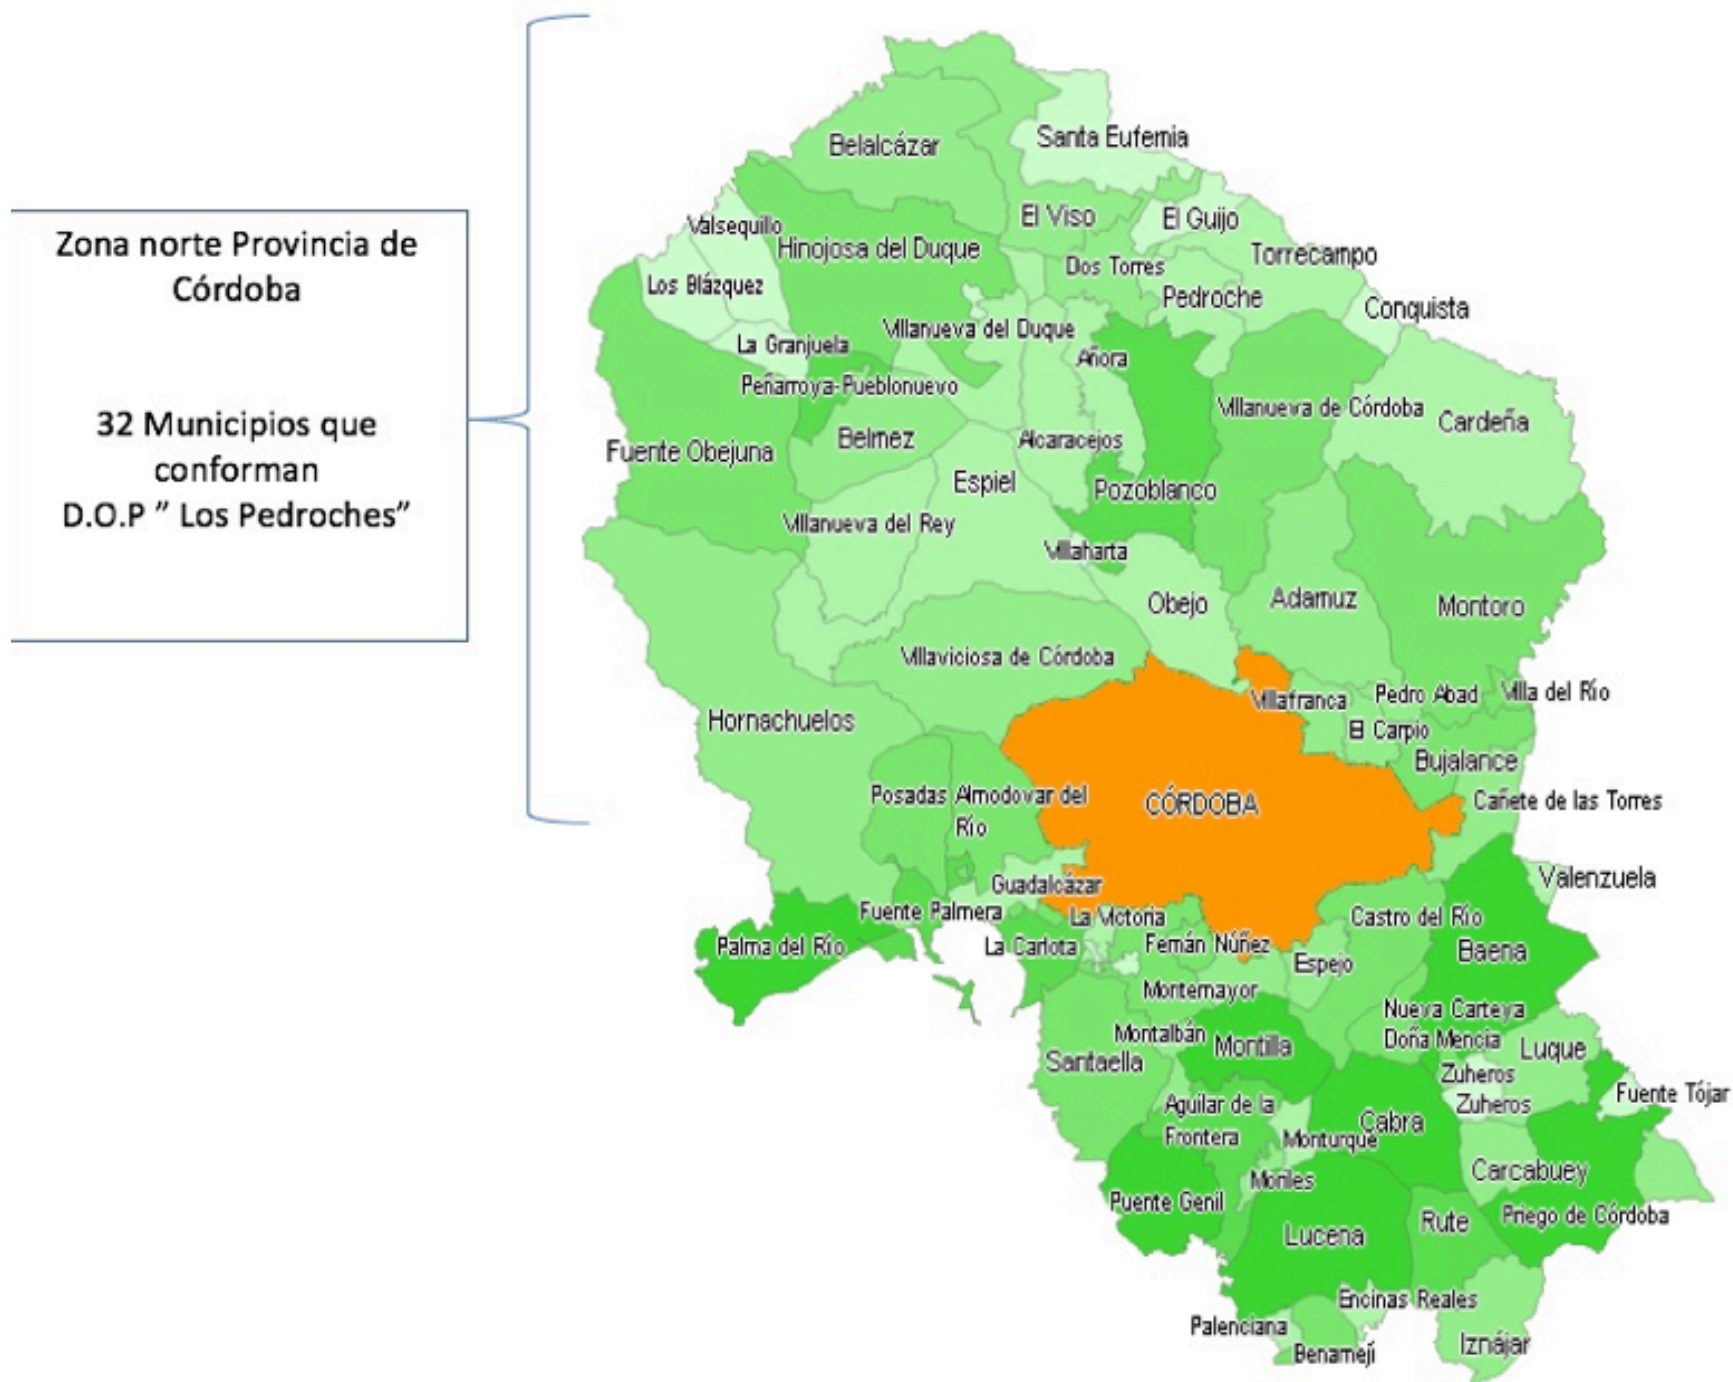 Zona norte Provincia de
Córdoba
32 Municipios que
conforman
D.O.P ” Los Pedroches”
Santa Eufemia
Belalcázar
El Viso
El Guijo
Valsequillo
Hinojosa del Duque
Torrecampo
Dos Torres
Los Blázquez
Pedroche
Conquista
Villanueva del Duque
La Granjuela
Añora
Peñarroya-Pueblonuevo
Villanueva de Córdoba
Cardeña
Belmez
Alcaracejos
Fuente Obejuna
Espiel
Pozoblanco
Villanueva del Rey
Villaharta
Obejo
Adamuz
Montoro
Villaviciosa de Córdoba
Villafranca
Pedro Abad
Villa del Río
Hornachuelos
El Carpio
Bujalance
Posadas
Almodovar del
Río
CÓRDOBA
Cañete de las Torres
Guadalcázar
Valenzuela
Fuente Palmera
La Victoria
Castro del Río
Palma del Río
La Carlota
Fernán Núñez
Espejo
Baena
Montemayor
Nueva Carteya
Montalbán
Montilla
Doña Mencia
Luque
Santaella
Zuheros
Fuente Tójar
Zuheros
Aguilar de la
Frontera
Cabra
Monturque
Carcabuey
Moriles
Puente Genil
Lucena
Rute
Priego de Córdoba
Encinas Reales
Palenciana
Benamejí
Iznájar